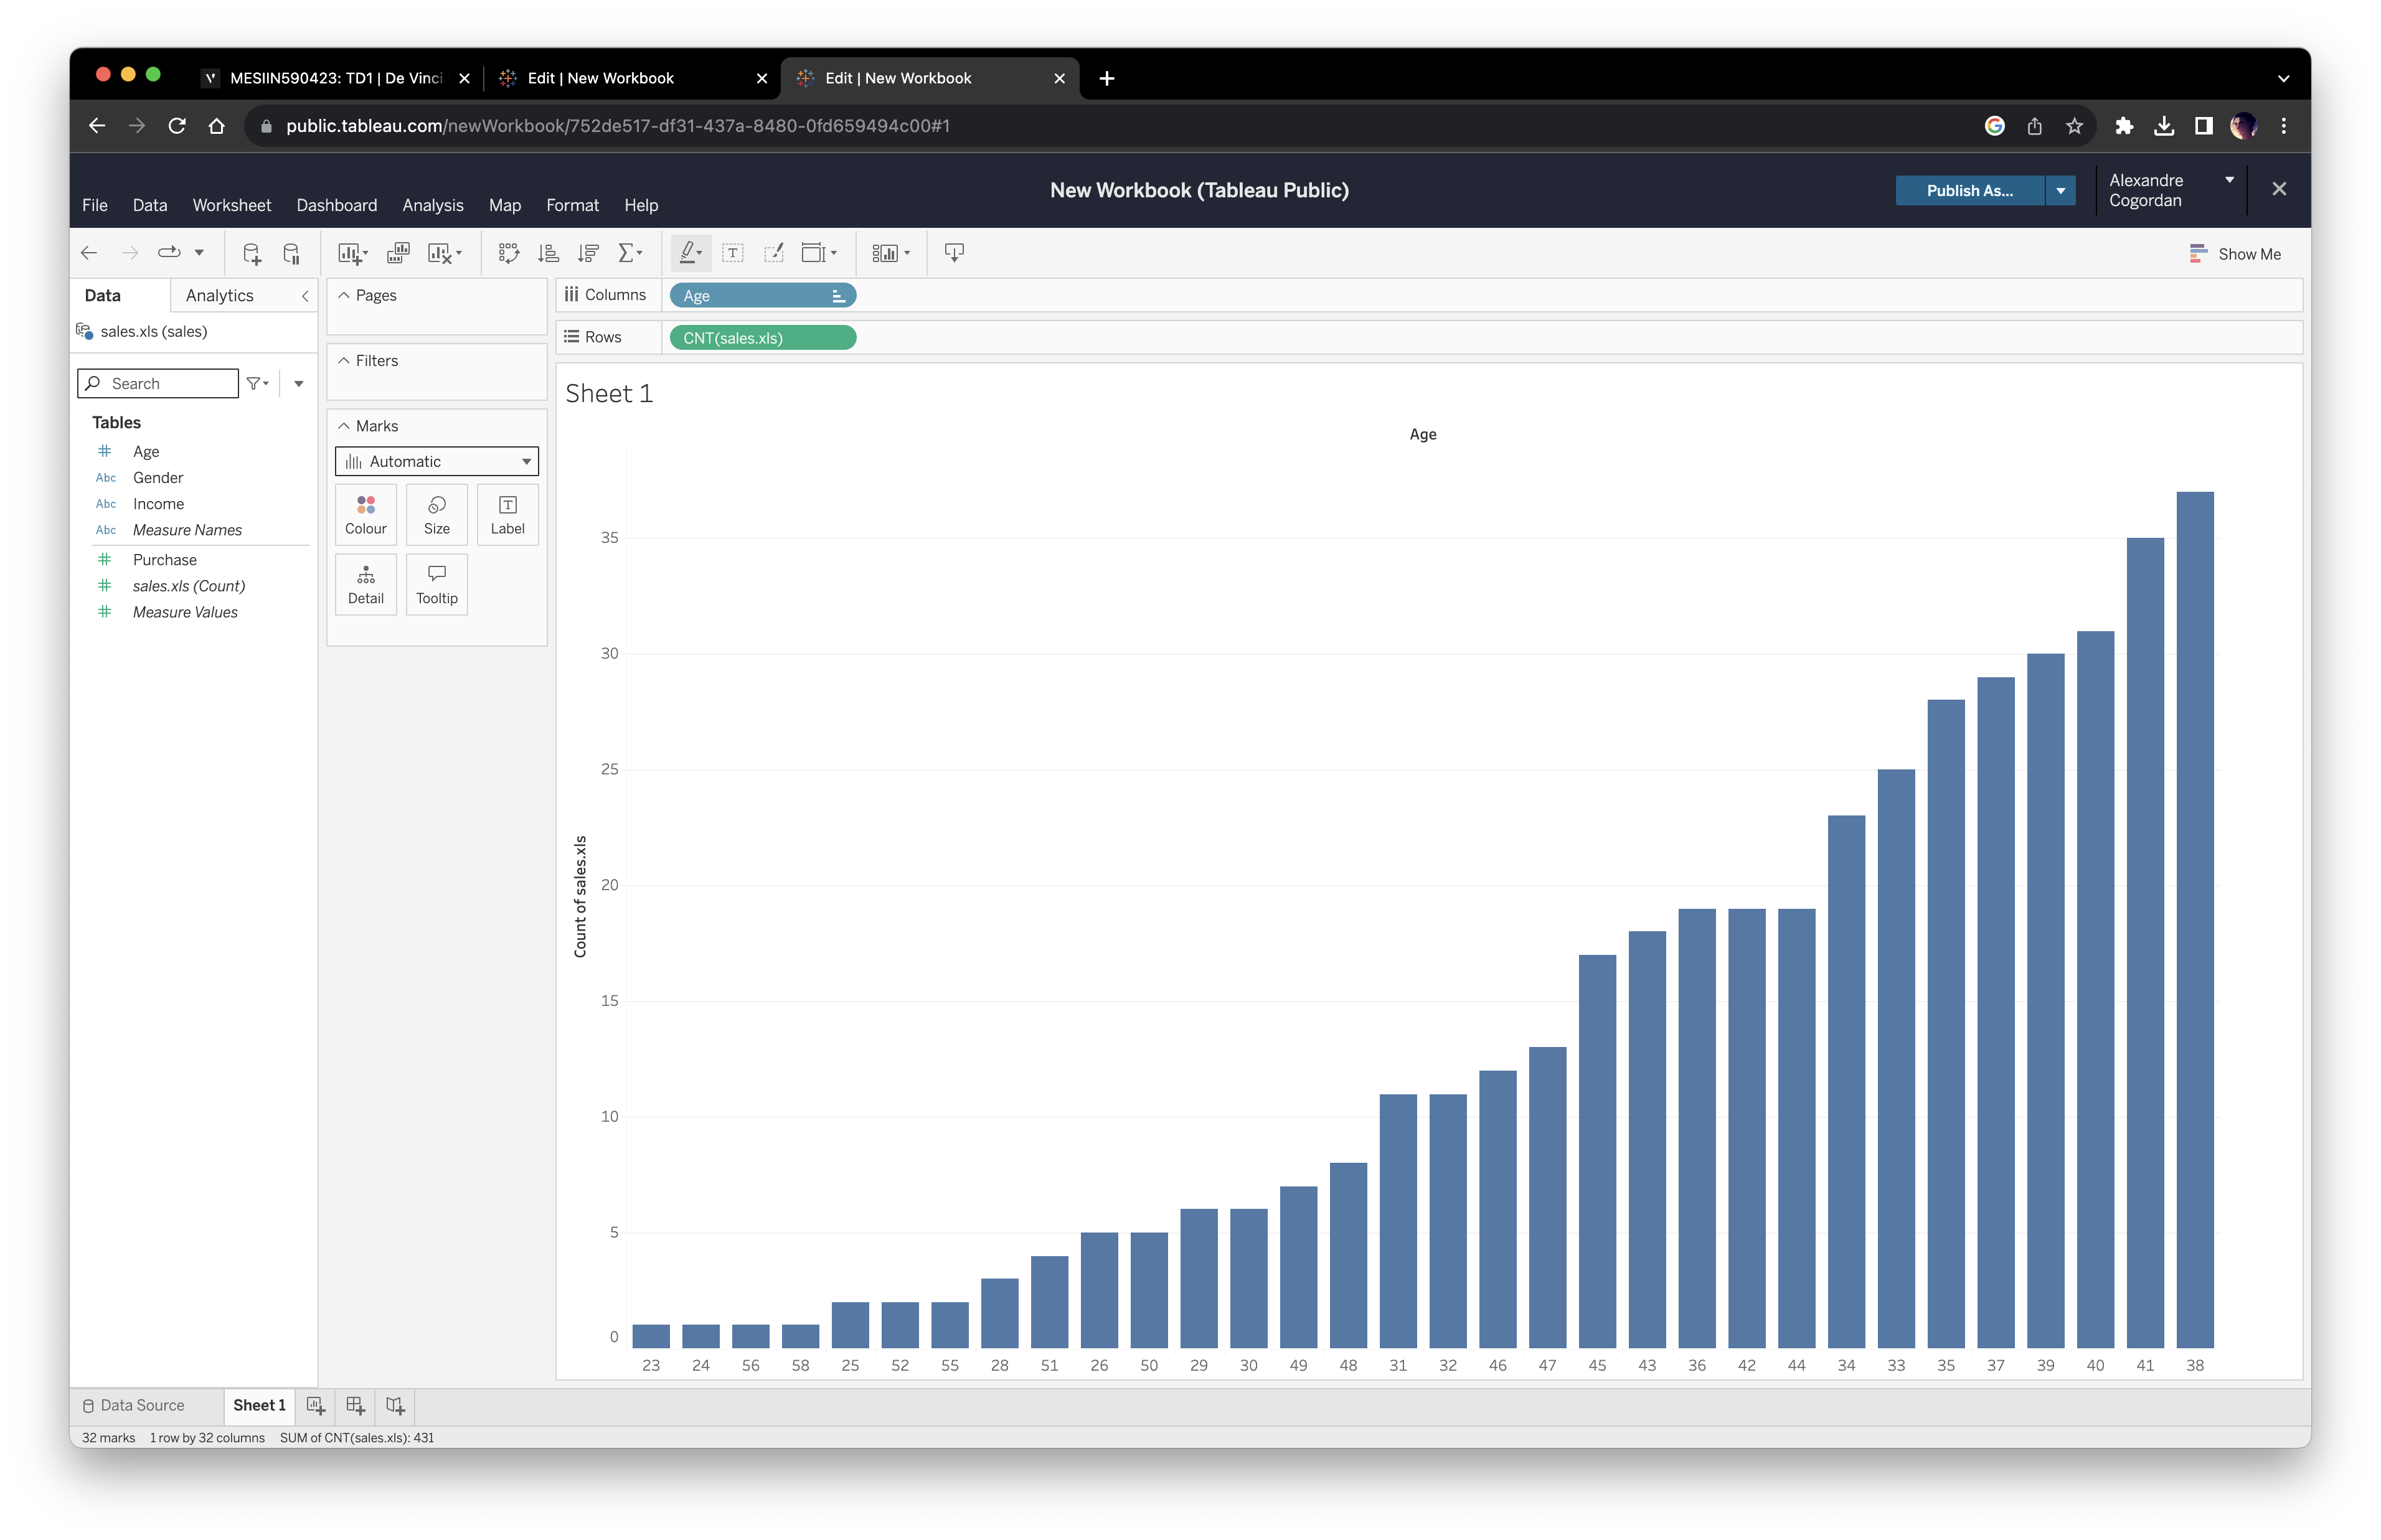 MESIIN590423: TD1 | De Vinci
Edit | New Workbook
Edit | New Workbook
public.tableau.com/newWorkbook/752de517-df31-437a-8480-0fd659494c00#1
New Workbook (Tableau Public)
Publish As...
Alexandre
Cogordan
File Data Worksheet Dashboard Analysis Map Format Help
Show Me
Data Analytics
sales.xls (sales)
Search
Tables
Age
Abc Gender
Abc Income
Abc Measure Names
Purchase
sales.xls (Count)
Measure Values
Pages
Filters
Marks
Automatic
Colour Size Label
Detail Tooltip
Columns Age
Rows CNT(sales.xls)
Sheet 1
Age
Count of sales.xls
35
30
25
20
15
10
5
0
23 24 56 58 25 52 55 28 51 26 50 29 30 49 48 31 32 46 47 45 43 36 42 44 34 33 35 37 39 40 41 38
Data Source Sheet 1
32 marks 1 row by 32 columns SUM of CNT(sales.xls): 431